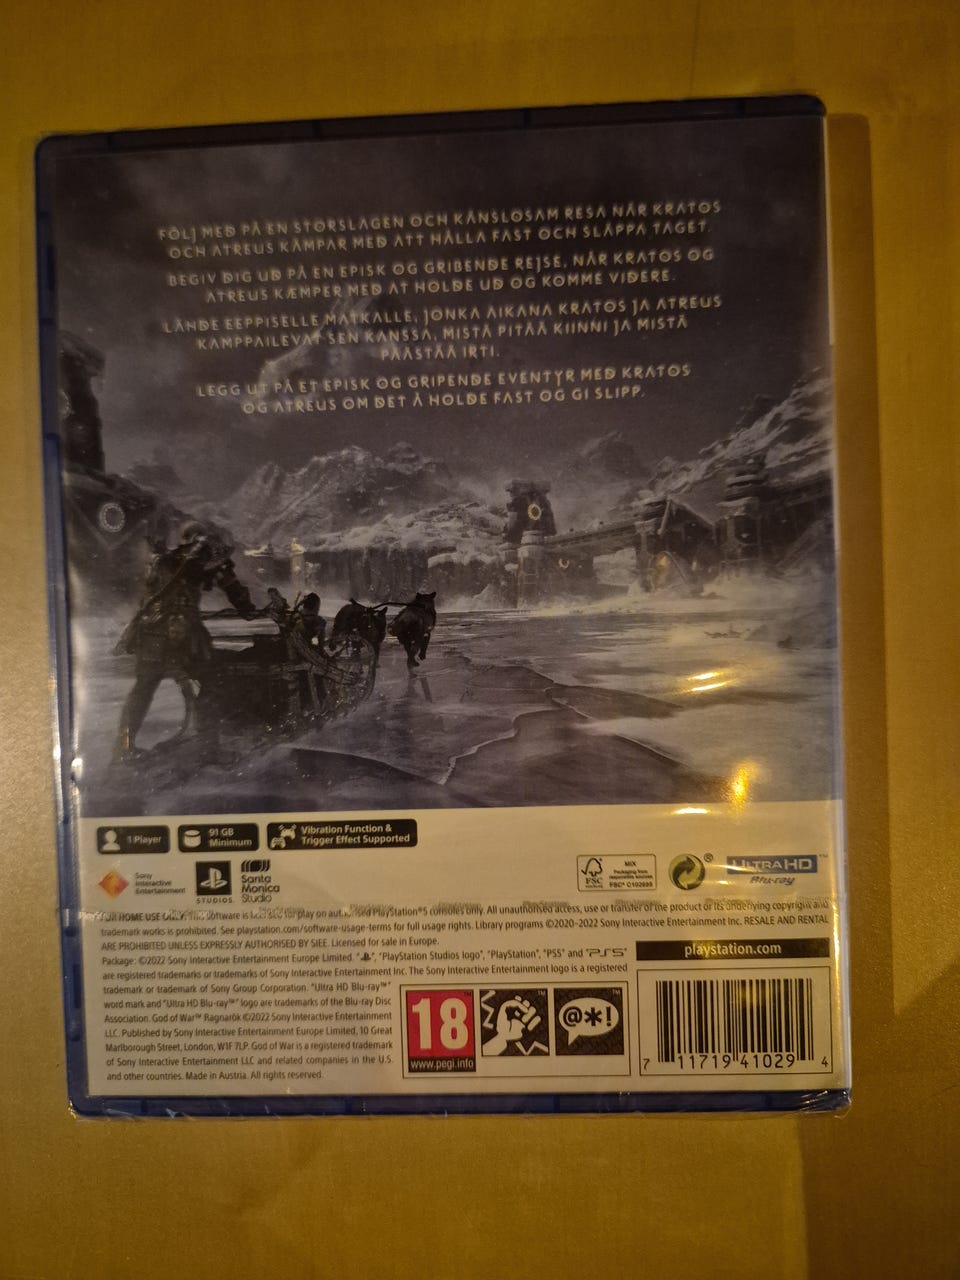 FÖLJ MED PÅ EN STORSLAGEN OCH KÄNSLOSAM RESA NÄR KRATOS
OCH ATREUS KÄMPAR MED ATT HÅLLA FAST OCH SLÄPPA TAGET.
BEGIV DIG UD PÅ EN EPISK OG GRIBENDE REJSE, NÅR KRATOS OG
ATREUS KÆMPER MED AT HOLDE UD OG KOMME VIDERE.
LÄHDE EEPPISELLE MATKALLE, JONKA AIKANA KRATOS JA ATREUS
KAMPPAILEVAT SEN KANSSA, MISTÄ PITÄÄ KIINNI JA MISTÄ
PÄÄSTÄÄ IRTI.
LEGG UT PÅ ET EPISK OG GRIPENDE EVENTYR MED KRATOS
OG ATREUS OM DET Å HOLDE FAST OG GI SLIPP.
1 Player
91 GB
Minimum
Vibration Function &
Trigger Effect Supported
Sony
Interactive
Entertainment
STUDIOS
Santa
Monica
Studio
FSC
MIX
Packaging from
responsible sources
FSC® C102695
®
ULTRA HD™
Blu-ray
FOR HOME USE ONLY. This software is licensed for play on authorised PlayStation®5 consoles only. All unauthorised access, use or transfer of the product or its underlying copyright and
trademark works is prohibited. See playstation.com/software-usage-terms for full usage rights. Library programs ©2020–2022 Sony Interactive Entertainment Inc. RESALE AND RENTAL
ARE PROHIBITED UNLESS EXPRESSLY AUTHORISED BY SIEE. Licensed for sale in Europe.
Package: ©2022 Sony Interactive Entertainment Europe Limited. "", "PlayStation Studios logo", "PlayStation", "PS5" and "PS5"
are registered trademarks or trademarks of Sony Interactive Entertainment Inc. The Sony Interactive Entertainment logo is a registered
trademark or trademark of Sony Group Corporation. "Ultra HD Blu-ray™"
word mark and "Ultra HD Blu-ray™" logo are trademarks of the Blu-ray Disc
Association. God of War™ Ragnarök ©2022 Sony Interactive Entertainment
LLC. Published by Sony Interactive Entertainment Europe Limited, 10 Great
Marlborough Street, London, W1F 7LP. God of War is a registered trademark
of Sony Interactive Entertainment LLC and related companies in the U.S.
and other countries. Made in Austria. All rights reserved.
playstation.com
18
www.pegi.info
@*!
7 11719 41029 4